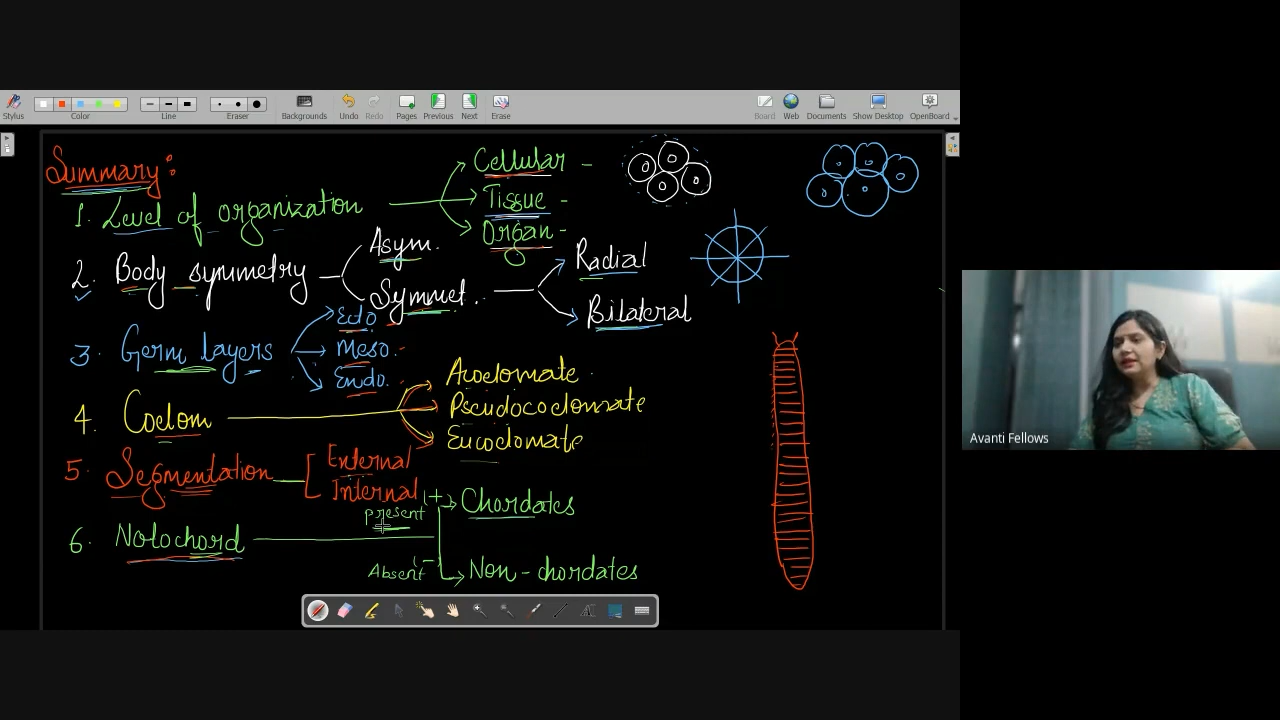 Stylus
Color
Line
Eraser
Backgrounds
Undo
Redo
Pages
Previous
Next
Erase
Board
Web
Documents
Show Desktop
OpenBoard
Summary:
1. Level of organization
Cellular -
Tissue -
Organ -
2. Body symmetry
Asym.
Symmet.
Radial
Bilateral
3. Germ layers
Ecto
Meso.
Endo.
4. Coelom
Acoelomate
Pseudocoelomate
Eucoelomate
5. Segmentation
External
Internal
6. Notochord
Present (+) Chordates
Absent (- Non-chordates
Avanti Fellows